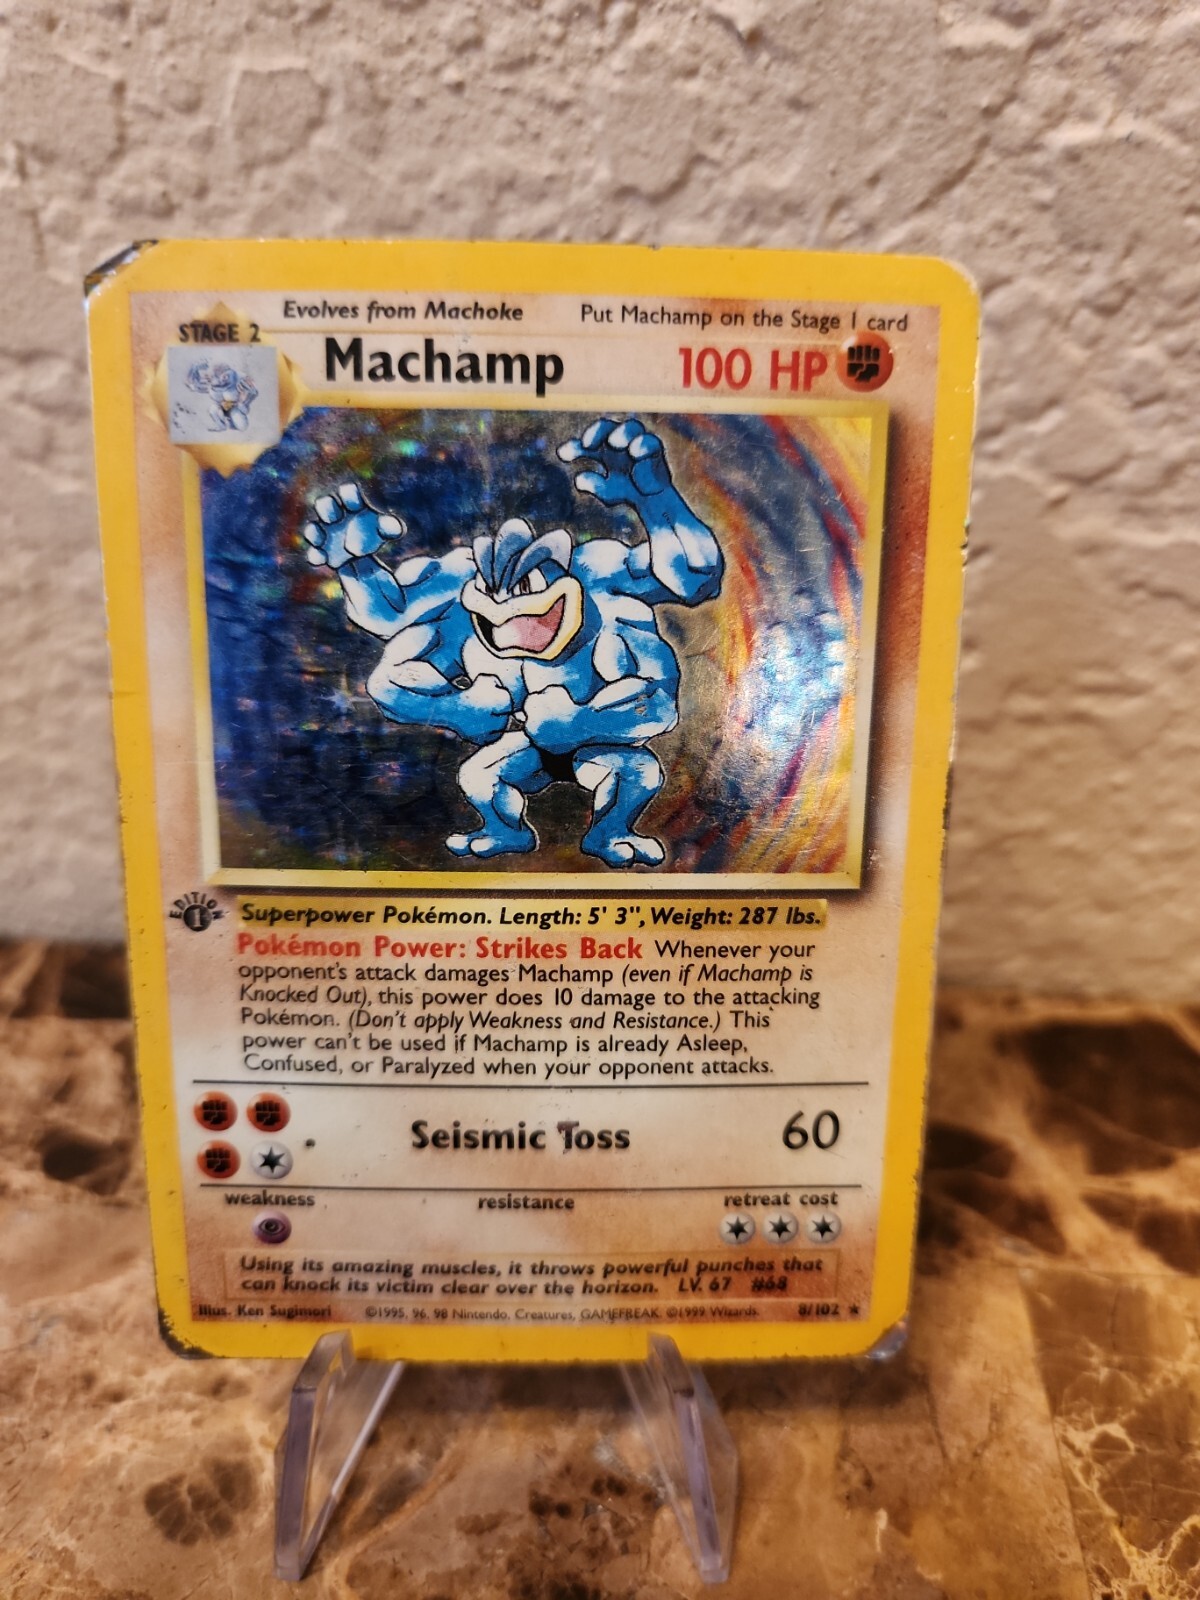 Evolves from Machoke
Put Machamp on the Stage 1 card
STAGE 2
Machamp
100 HP
EDITION
1
Superpower Pokémon. Length: 5' 3", Weight: 287 lbs.
Pokémon Power: Strikes Back Whenever your
opponent's attack damages Machamp (even if Machamp is
Knocked Out), this power does 10 damage to the attacking
Pokémon. (Don't apply Weakness and Resistance.) This
power can't be used if Machamp is already Asleep,
Confused, or Paralyzed when your opponent attacks.
Seismic Toss
60
weakness
resistance
retreat cost
Using its amazing muscles, it throws powerful punches that
can knock its victim clear over the horizon. LV. 67 #68
Illus. Ken Sugimori
©1995, 96, 98 Nintendo, Creatures, GAMEFREAK. ©1999 Wizards.
8/102 ★